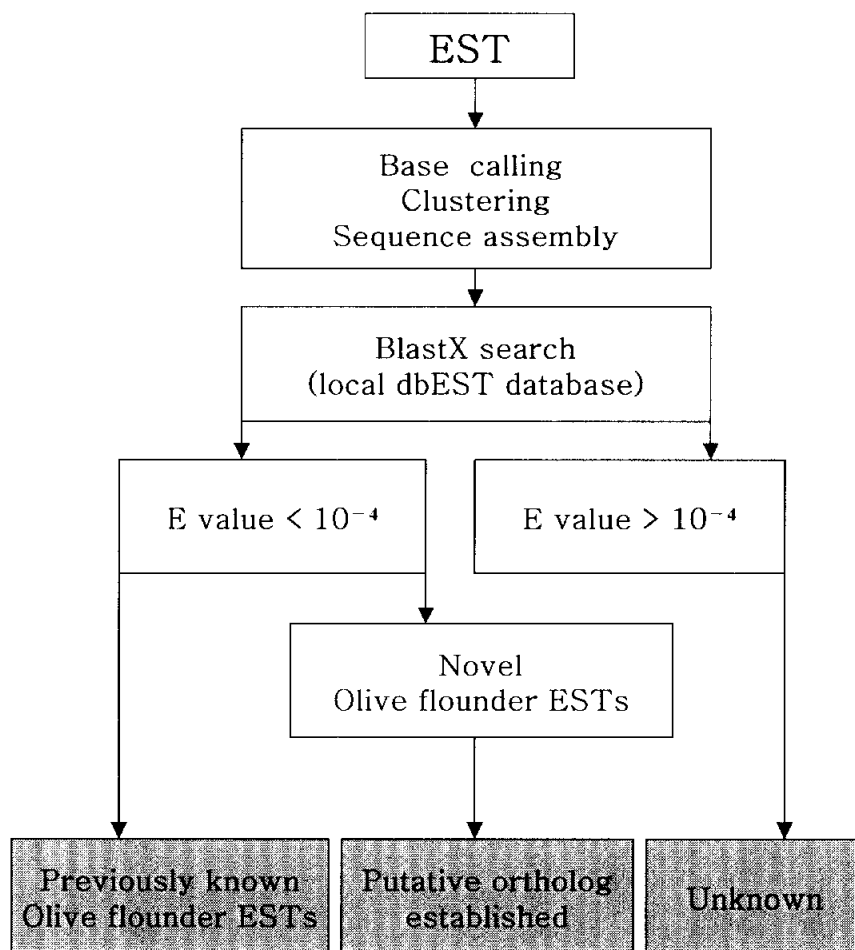 EST
Base calling
Clustering
Sequence assembly
BlastX search
(local dbEST database)
E value < 10⁻⁴
E value > 10⁻⁴
Novel
Olive flounder ESTs
Previously known
Olive flounder ESTs
Putative ortholog
established
Unknown